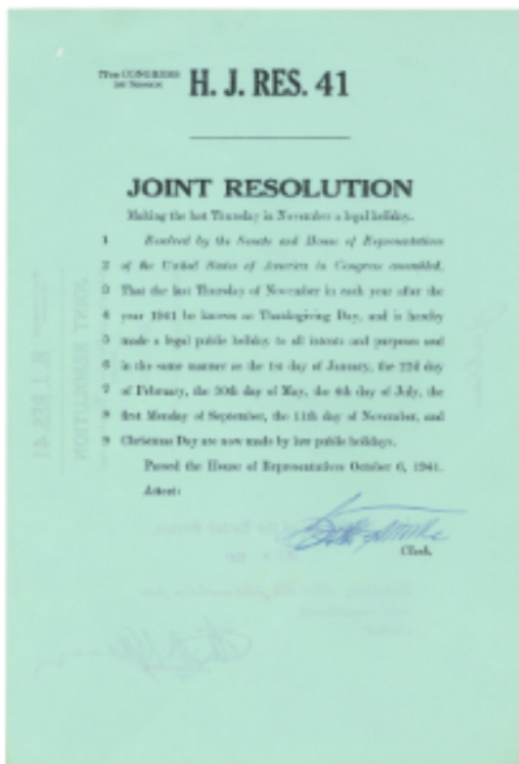 77TH CONGRESS
1ST SESSION
H. J. RES. 41
JOINT RESOLUTION
Making the last Thursday in November a legal holiday.
1 Resolved by the Senate and House of Representatives
2 of the United States of America in Congress assembled,
3 That the last Thursday of November in each year after the
4 year 1941 be known as Thanksgiving Day, and is hereby
5 made a legal public holiday to all intents and purposes and
6 in the same manner as the 1st day of January, the 22d day
7 of February, the 30th day of May, the 4th day of July, the
8 first Monday of September, the 11th day of November, and
9 Christmas Day are now made by law public holidays.
Passed the House of Representatives October 6, 1941.
Attest:
Clerk.